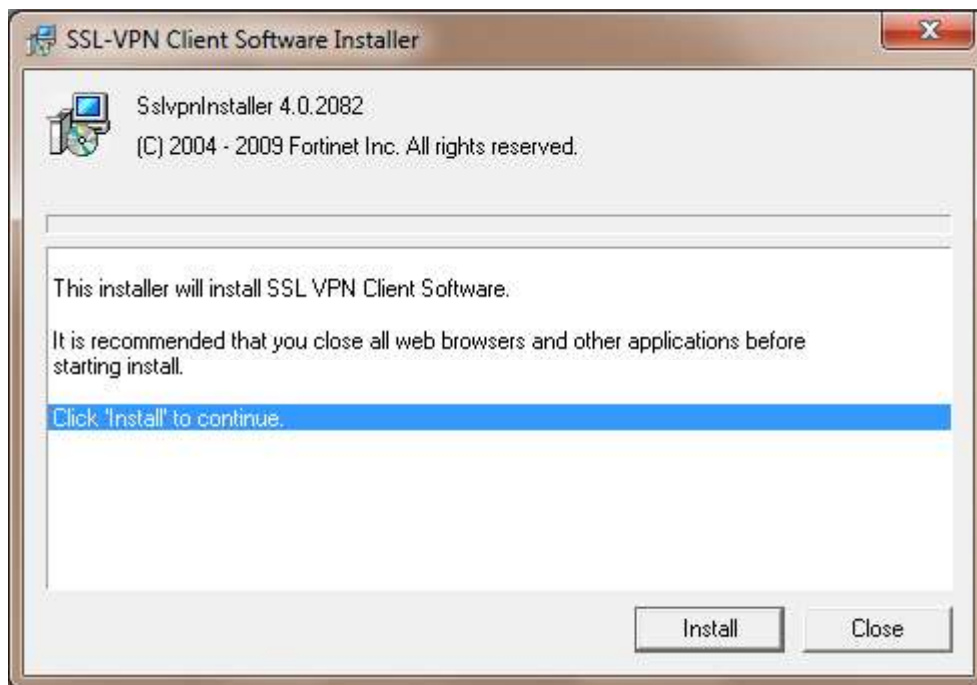 SSL-VPN Client Software Installer
SslvpnInstaller 4.0.2082
(C) 2004 - 2009 Fortinet Inc. All rights reserved.
This installer will install SSL VPN Client Software.
It is recommended that you close all web browsers and other applications before
starting install.
Click 'Install' to continue.
Install Close